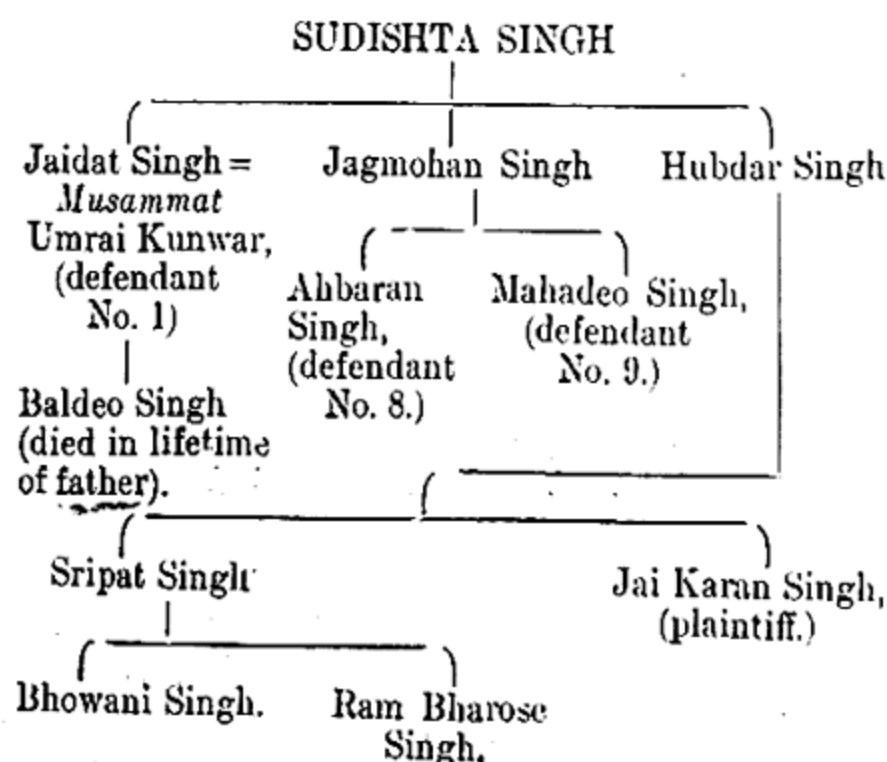 SUDISHTA SINGH
Jaidat Singh = Jagmohan Singh Hubdar Singh
Musammat
Umrai Kunwar,
(defendant
No. 1)
Ahbaran
Singh,
(defendant
No. 8.)
Mahadeo Singh,
(defendant
No. 9.)
Baldeo Singh
(died in lifetime
of father).
Sripat Singh
Jai Karan Singh,
(plaintiff.)
Bhowani Singh.
Ram Bharose
Singh.